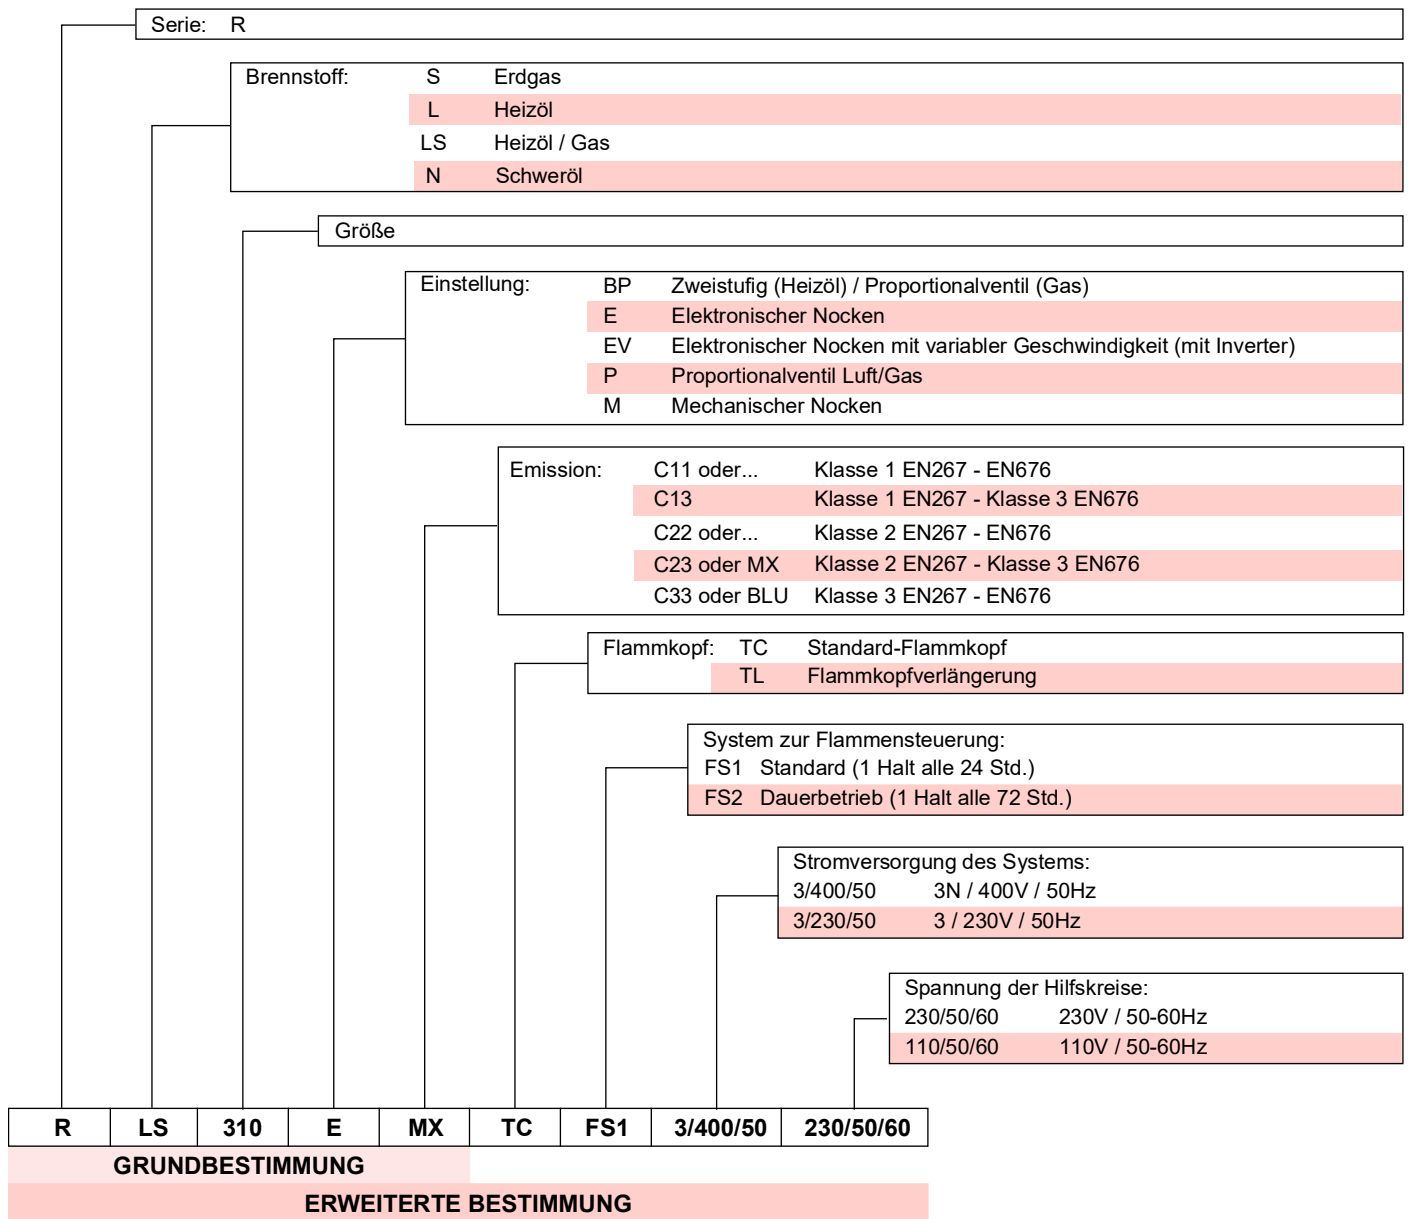 Serie: R
Brennstoff: S Erdgas
L Heizöl
LS Heizöl / Gas
N Schweröl
Größe
Einstellung: BP Zweistufig (Heizöl) / Proportionalventil (Gas)
E Elektronischer Nocken
EV Elektronischer Nocken mit variabler Geschwindigkeit (mit Inverter)
P Proportionalventil Luft/Gas
M Mechanischer Nocken
Emission: C11 oder... Klasse 1 EN267 - EN676
C13 Klasse 1 EN267 - Klasse 3 EN676
C22 oder... Klasse 2 EN267 - EN676
C23 oder MX Klasse 2 EN267 - Klasse 3 EN676
C33 oder BLU Klasse 3 EN267 - EN676
Flammkopf: TC Standard-Flammkopf
TL Flammkopfverlängerung
System zur Flammensteuerung:
FS1 Standard (1 Halt alle 24 Std.)
FS2 Dauerbetrieb (1 Halt alle 72 Std.)
Stromversorgung des Systems:
3/400/50 3N / 400V / 50Hz
3/230/50 3 / 230V / 50Hz
Spannung der Hilfskreise:
230/50/60 230V / 50-60Hz
110/50/60 110V / 50-60Hz
R LS 310 E MX TC FS1 3/400/50 230/50/60
GRUNDBESTIMMUNG
ERWEITERTE BESTIMMUNG